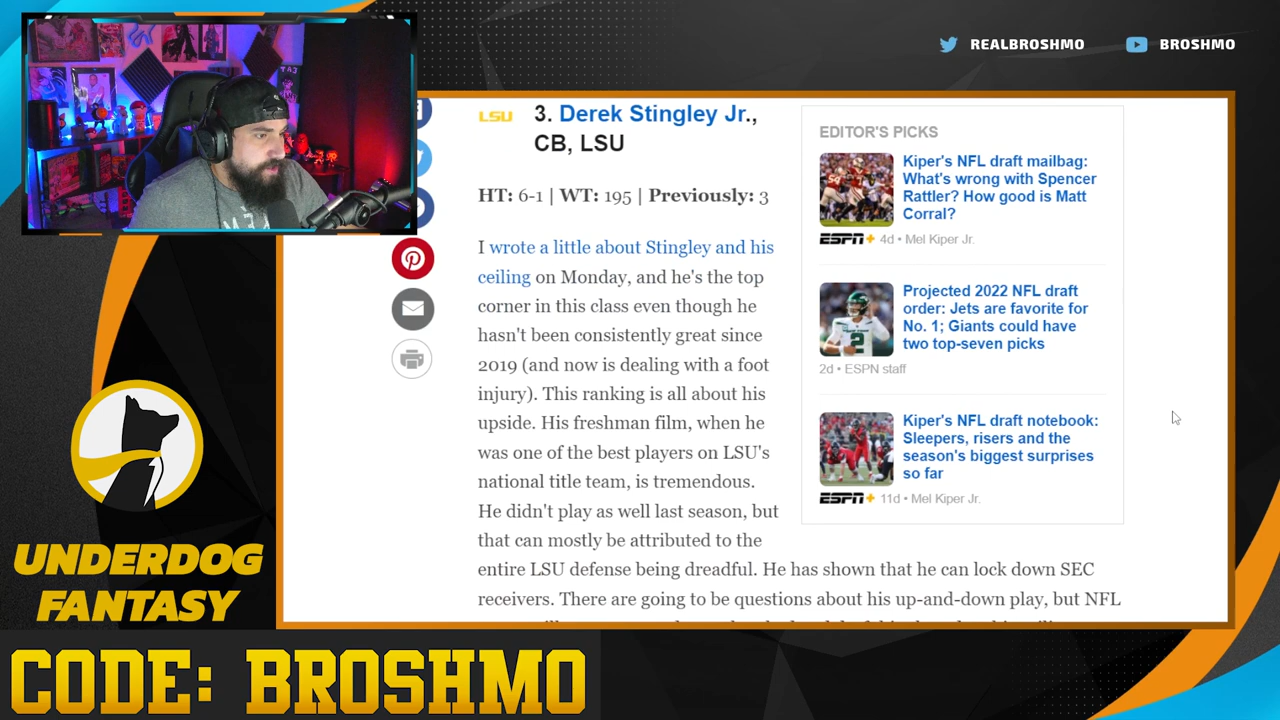 REALBROSHMO
BROSHMO
LSU
3. Derek Stingley Jr.,
CB, LSU
HT: 6-1 | WT: 195 | Previously: 3
I wrote a little about Stingley and his
ceiling on Monday, and he's the top
corner in this class even though he
hasn't been consistently great since
2019 (and now is dealing with a foot
injury). This ranking is all about his
upside. His freshman film, when he
was one of the best players on LSU's
national title team, is tremendous.
He didn't play as well last season, but
that can mostly be attributed to the
entire LSU defense being dreadful. He has shown that he can lock down SEC
receivers. There are going to be questions about his up-and-down play, but NFL
EDITOR'S PICKS
Kiper's NFL draft mailbag:
What's wrong with Spencer
Rattler? How good is Matt
Corral?
ESPN+ 4d • Mel Kiper Jr.
Projected 2022 NFL draft
order: Jets are favorite for
No. 1; Giants could have
two top-seven picks
2d • ESPN staff
Kiper's NFL draft notebook:
Sleepers, risers and the
season's biggest surprises
so far
ESPN+ 11d • Mel Kiper Jr.
UNDERDOG
FANTASY
CODE: BROSHMO